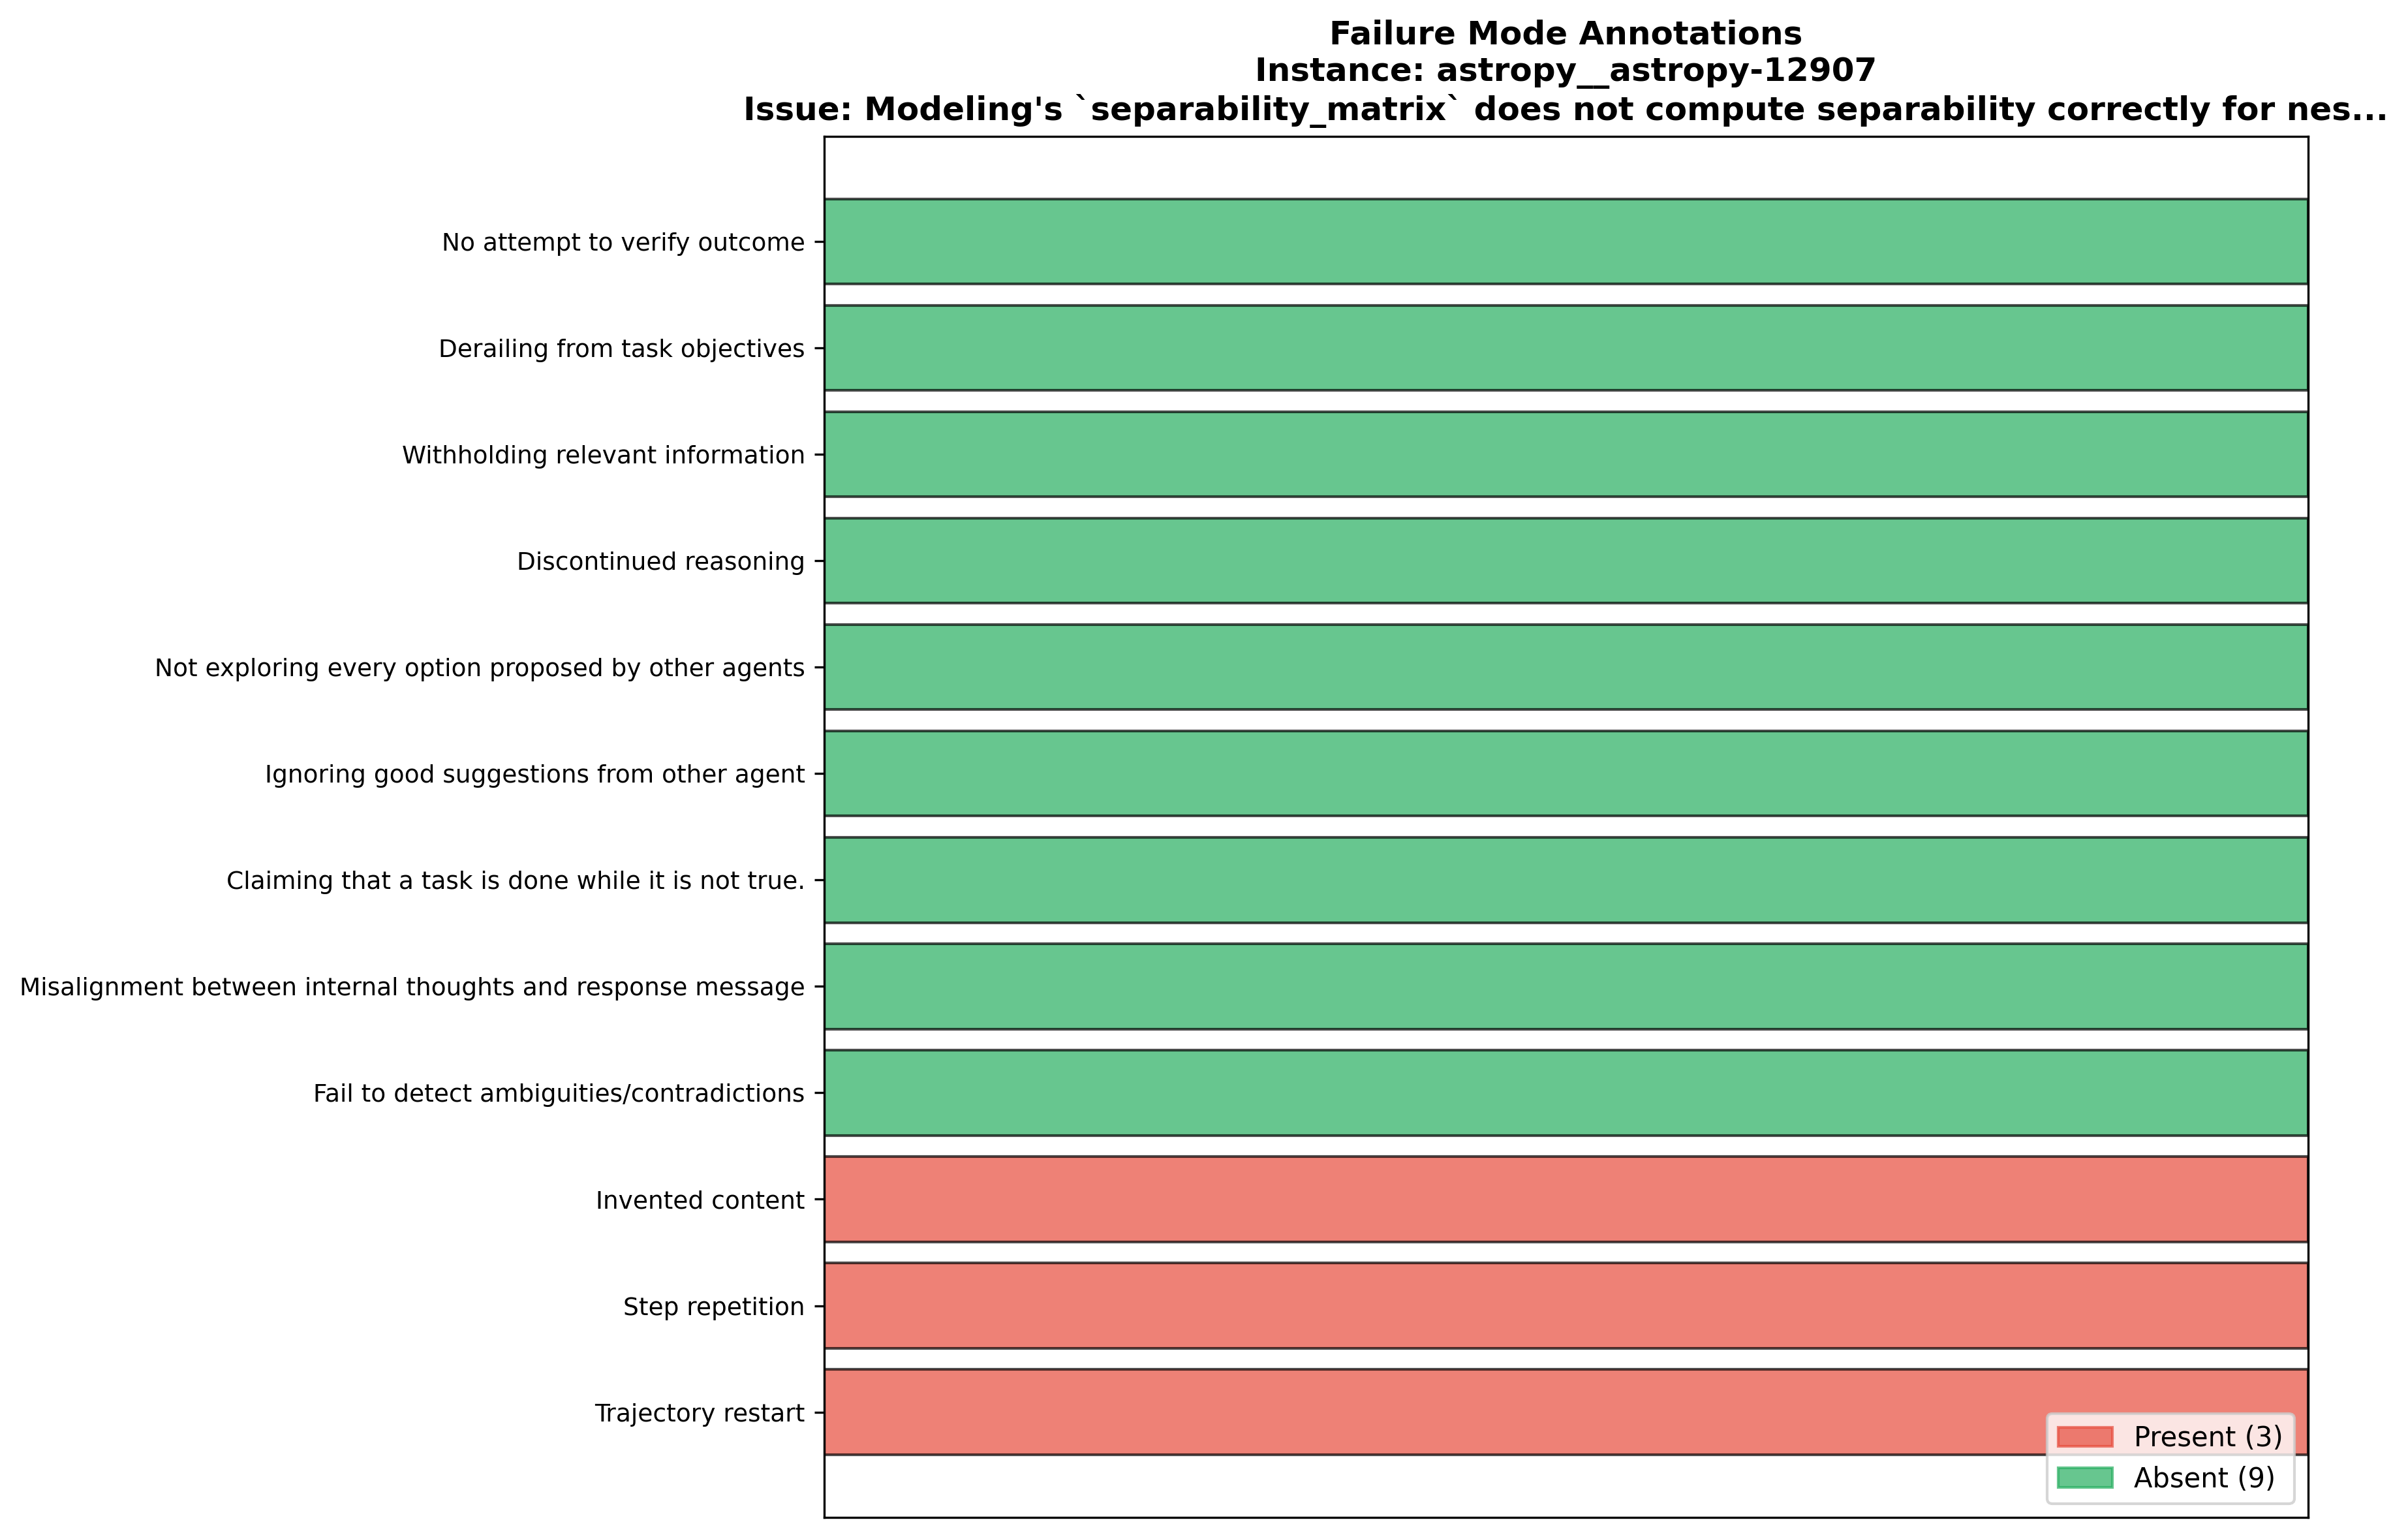 Failure Mode Annotations
Instance: astropy__astropy-12907
Issue: Modeling's `separability_matrix` does not compute separability correctly for nes...
No attempt to verify outcome
Derailing from task objectives
Withholding relevant information
Discontinued reasoning
Not exploring every option proposed by other agents
Ignoring good suggestions from other agent
Claiming that a task is done while it is not true.
Misalignment between internal thoughts and response message
Fail to detect ambiguities/contradictions
Invented content
Step repetition
Trajectory restart
Present (3)
Absent (9)